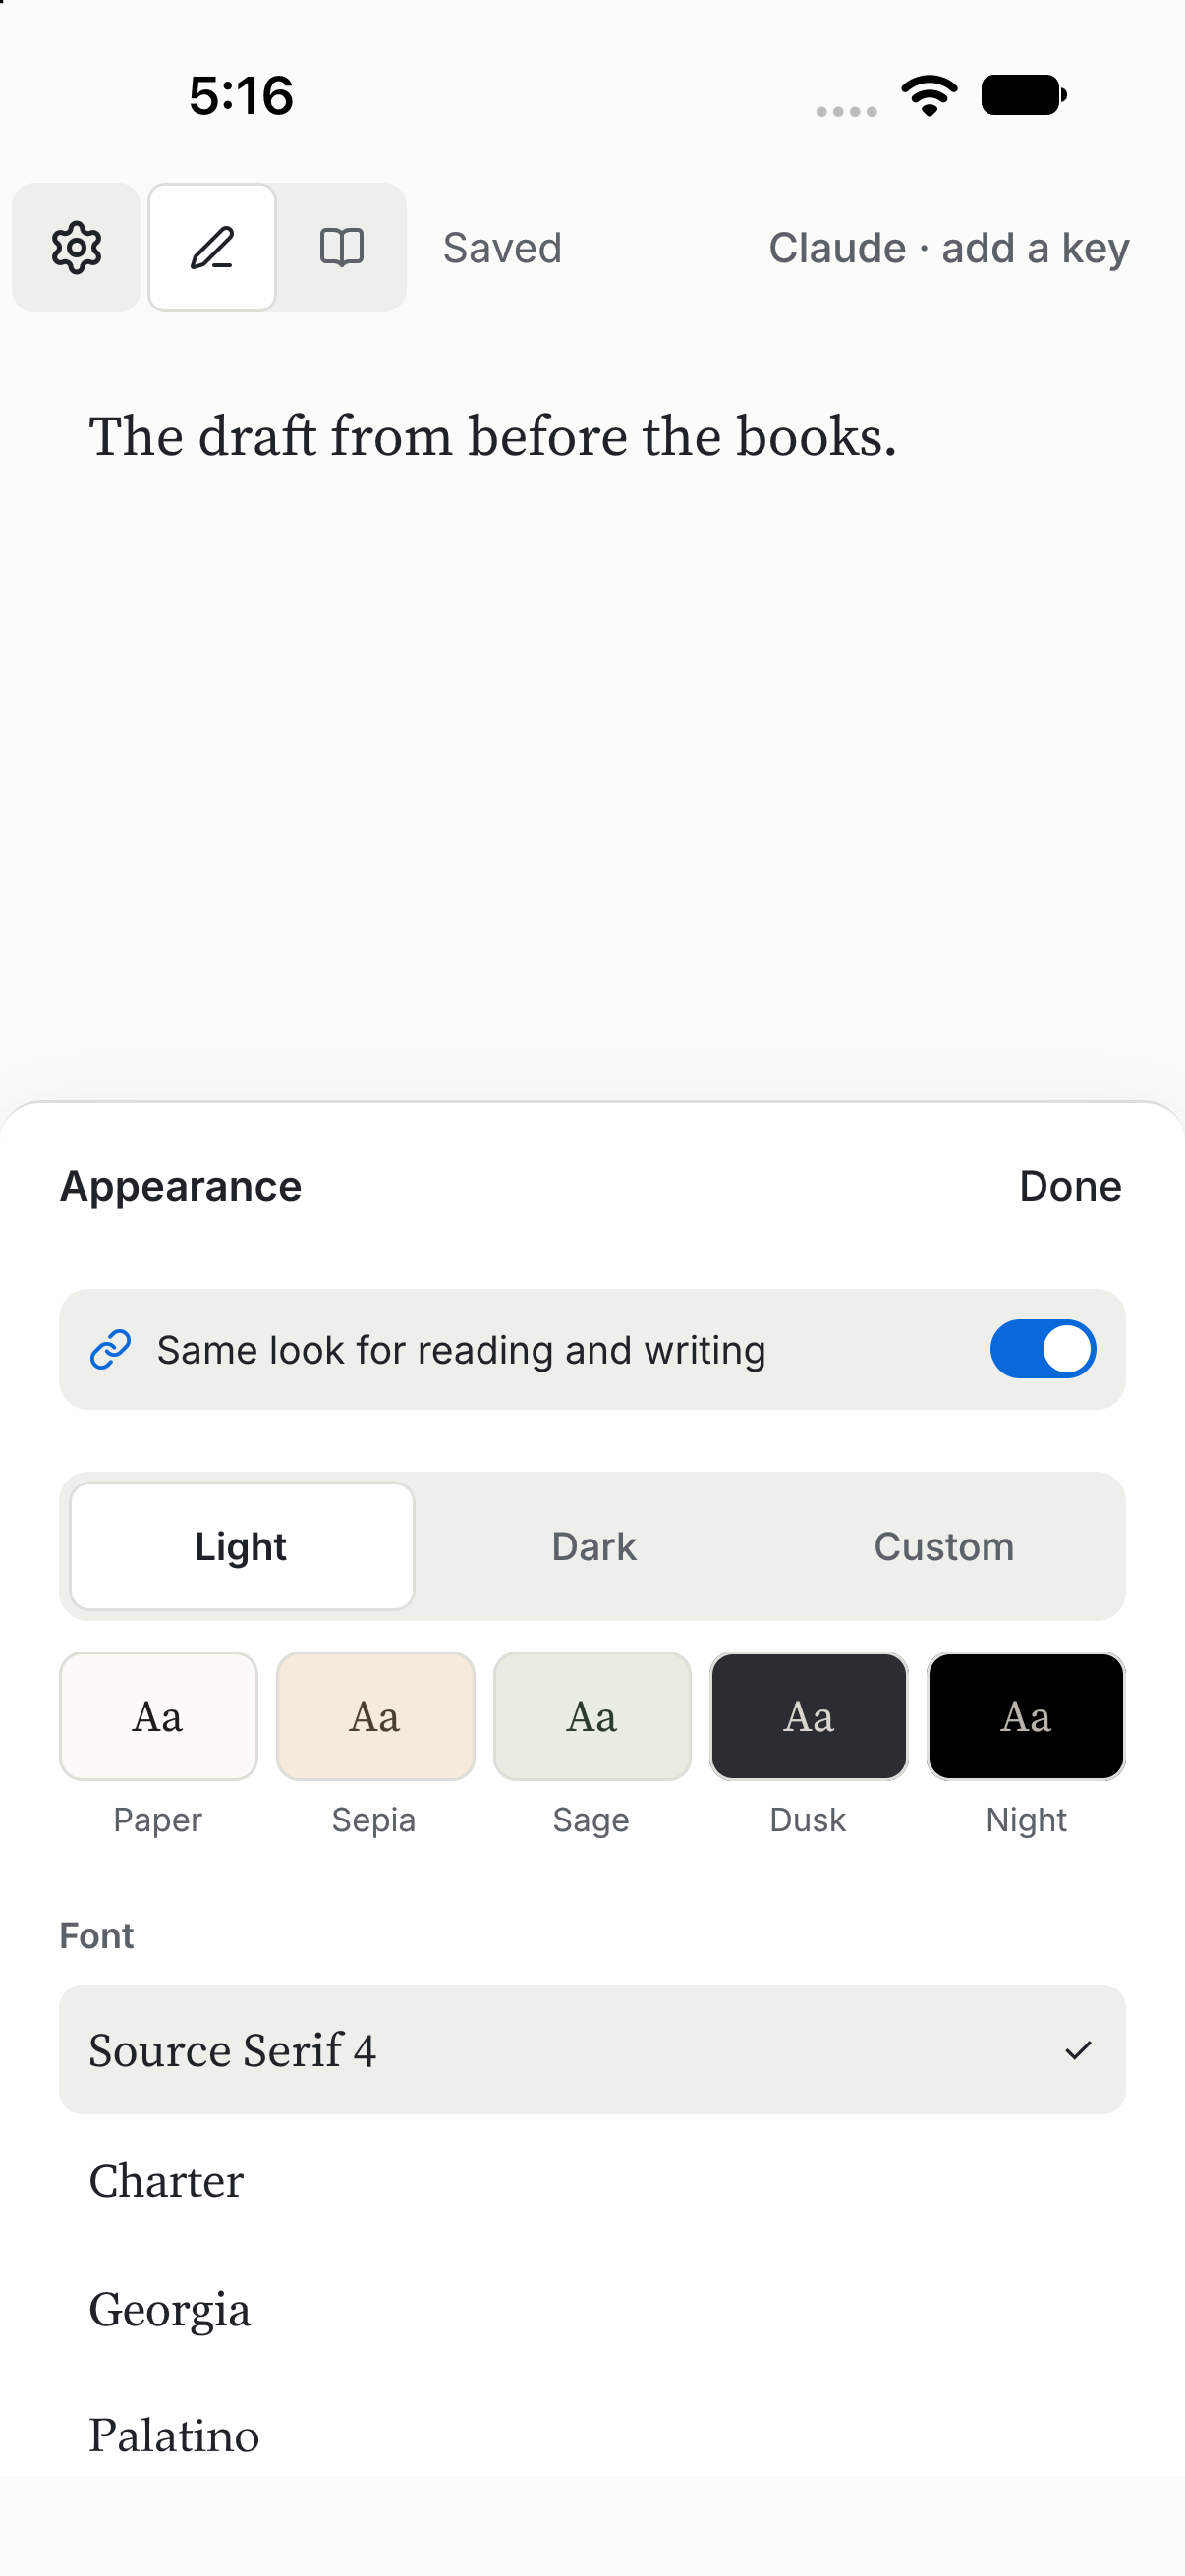 5:16
Saved
Claude · add a key
The draft from before the books.
Appearance
Done
Same look for reading and writing
Light
Dark
Custom
Aa
Aa
Aa
Aa
Aa
Paper
Sepia
Sage
Dusk
Night
Font
Source Serif 4
Charter
Georgia
Palatino